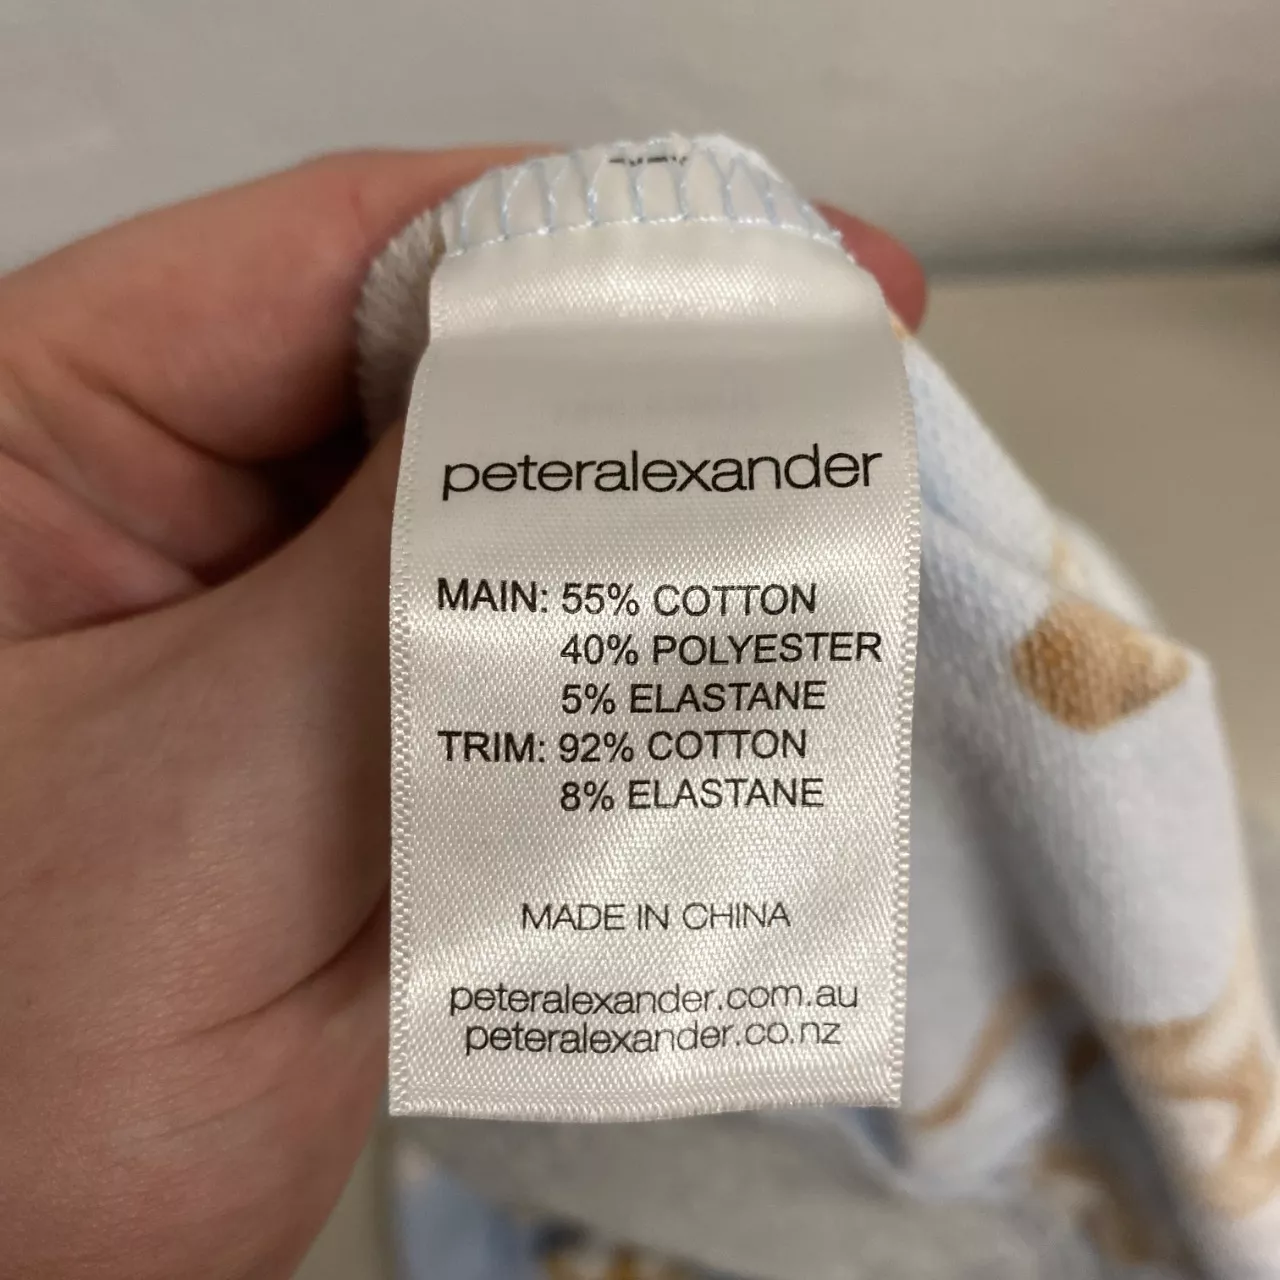 peteralexander
MAIN: 55% COTTON
40% POLYESTER
5% ELASTANE
TRIM: 92% COTTON
8% ELASTANE
MADE IN CHINA
peteralexander.com.au
peteralexander.co.nz